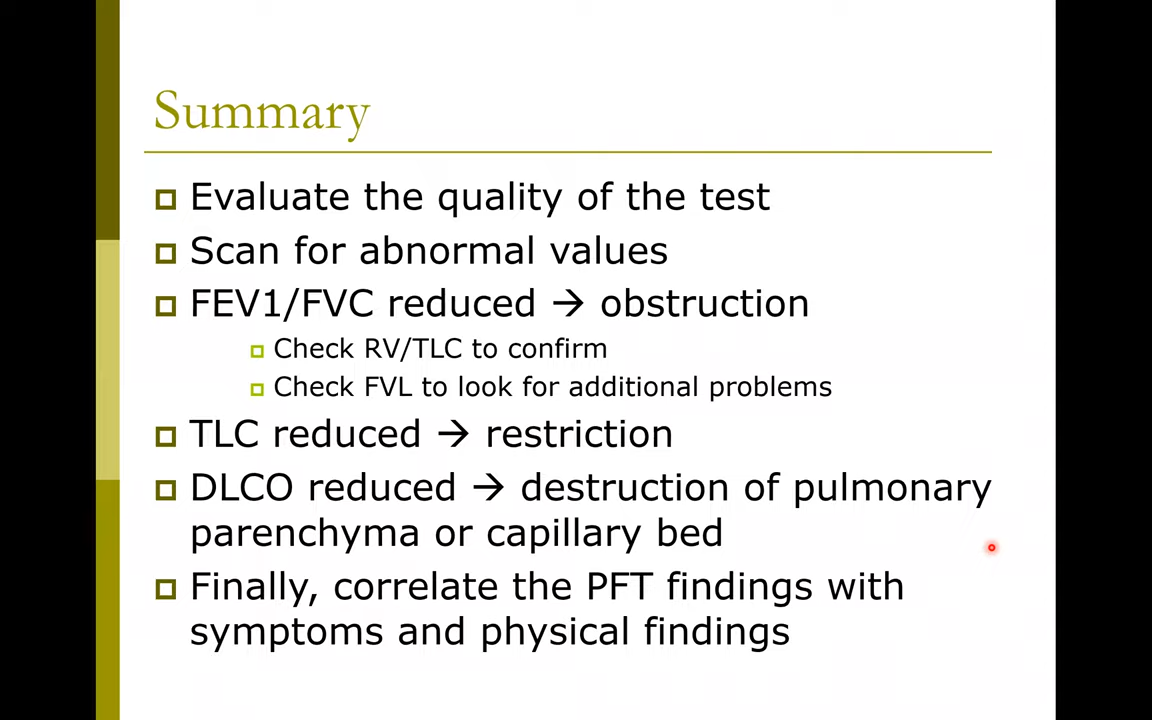 Summary
Evaluate the quality of the test
Scan for abnormal values
FEV1/FVC reduced → obstruction
Check RV/TLC to confirm
Check FVL to look for additional problems
TLC reduced → restriction
DLCO reduced → destruction of pulmonary
parenchyma or capillary bed
Finally, correlate the PFT findings with
symptoms and physical findings